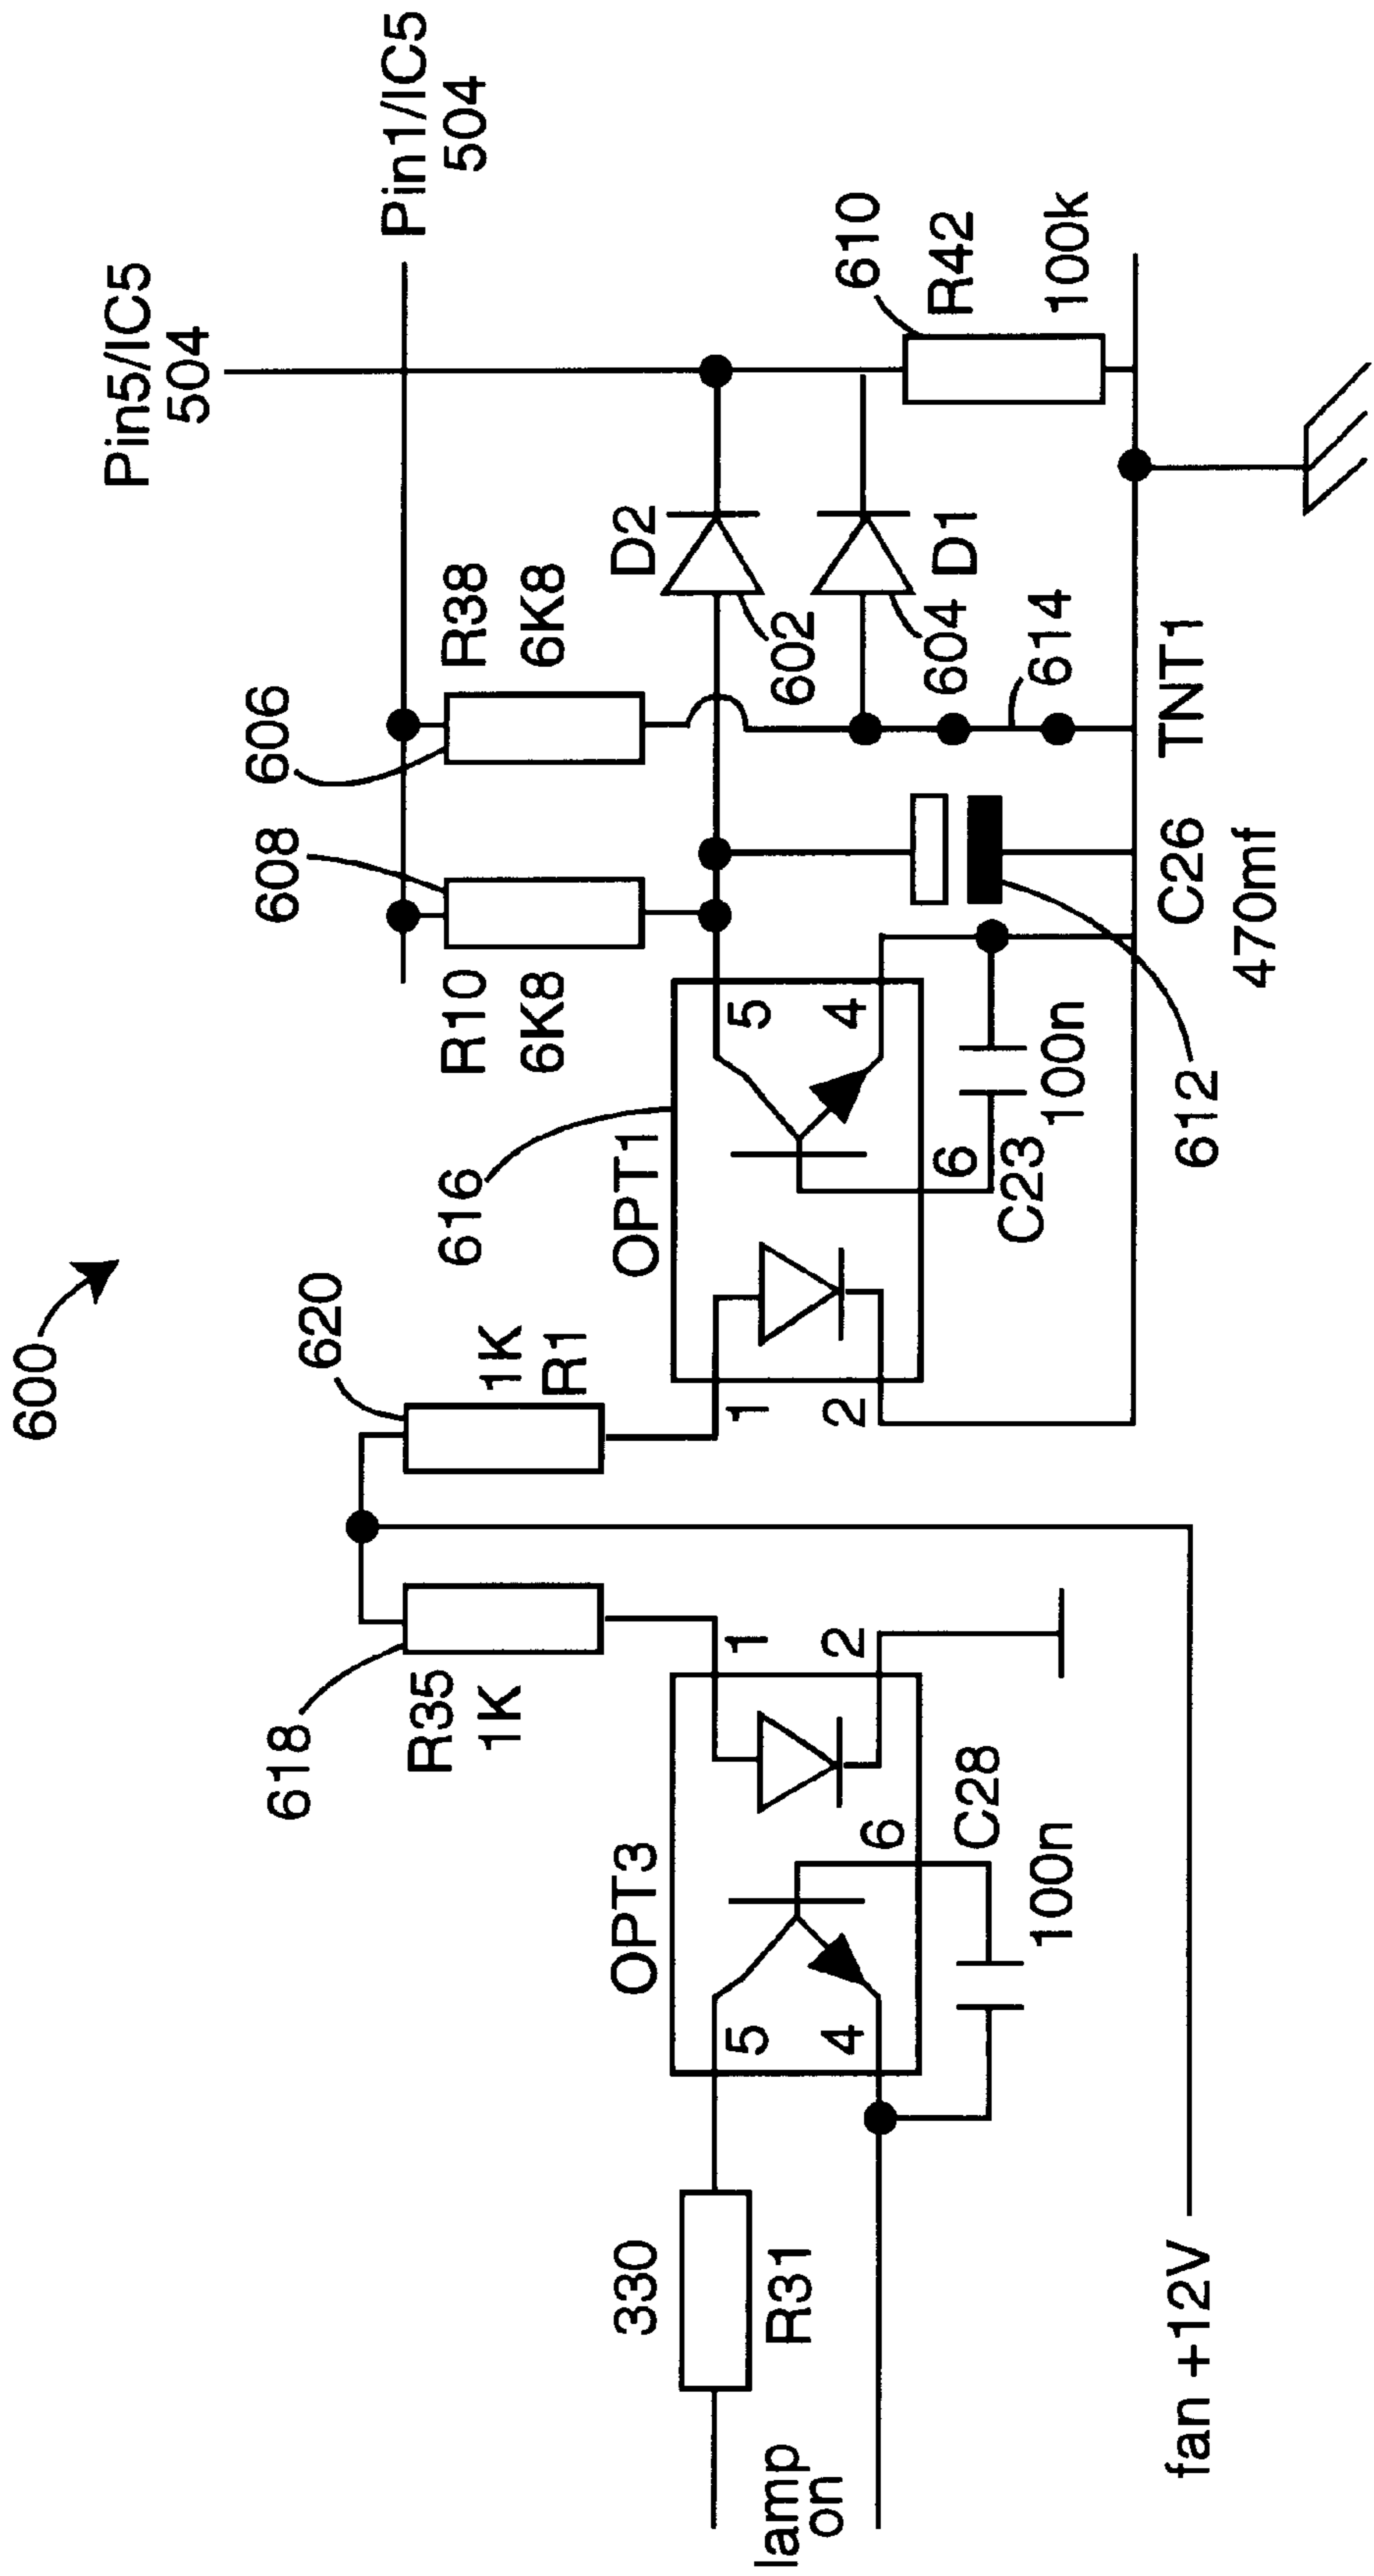 600
Pin5/IC5
504
Pin1/IC5
504
606
608
620
618
R38
6K8
R10
6K8
1K
R1
R35
1K
616
D2
602
610
R42
100k
OPT1
OPT3
5
4
6
1
2
1
2
6
5
4
604
D1
614
TNT1
C26
470mf
C23
100n
612
C28
100n
330
R31
lamp
on
fan +12V